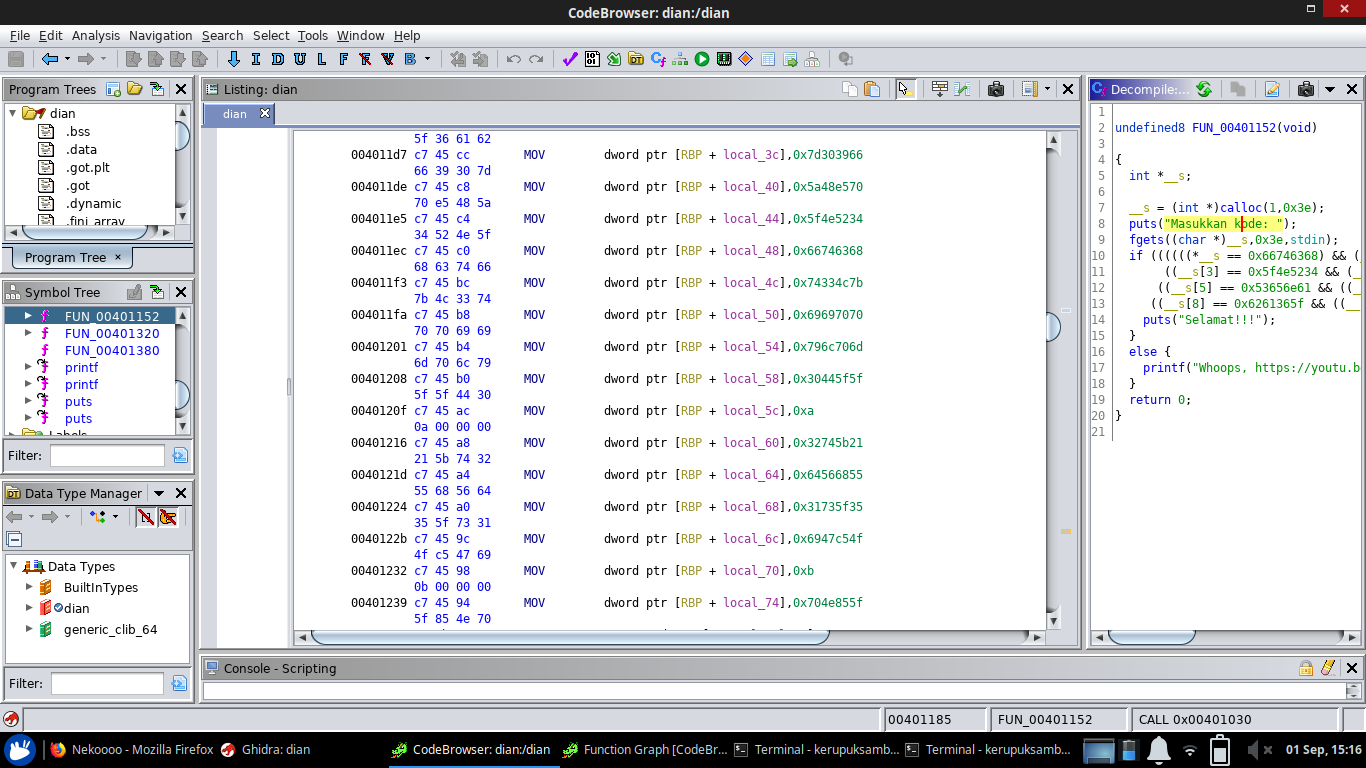 CodeBrowser: dian:/dian
File Edit Analysis Navigation Search Select Tools Window Help
I D U L F B
Program Trees
dian
.bss
.data
.got.plt
.got
.dynamic
.fini_array
Program Tree ×
Symbol Tree
FUN_00401152
FUN_00401320
FUN_00401380
printf
printf
puts
puts
Labels
Filter:
Data Type Manager
Data Types
BuiltInTypes
dian
generic_clib_64
Filter:
Listing: dian
dian
5f 36 61 62
004011d7 c7 45 cc MOV dword ptr [RBP + local_3c],0x7d303966
66 39 30 7d
004011de c7 45 c8 MOV dword ptr [RBP + local_40],0x5a48e570
70 e5 48 5a
004011e5 c7 45 c4 MOV dword ptr [RBP + local_44],0x5f4e5234
34 52 4e 5f
004011ec c7 45 c0 MOV dword ptr [RBP + local_48],0x66746368
68 63 74 66
004011f3 c7 45 bc MOV dword ptr [RBP + local_4c],0x74334c7b
7b 4c 33 74
004011fa c7 45 b8 MOV dword ptr [RBP + local_50],0x69697070
70 70 69 69
00401201 c7 45 b4 MOV dword ptr [RBP + local_54],0x796c706d
6d 70 6c 79
00401208 c7 45 b0 MOV dword ptr [RBP + local_58],0x30445f5f
5f 5f 44 30
0040120f c7 45 ac MOV dword ptr [RBP + local_5c],0xa
0a 00 00 00
00401216 c7 45 a8 MOV dword ptr [RBP + local_60],0x32745b21
21 5b 74 32
0040121d c7 45 a4 MOV dword ptr [RBP + local_64],0x64566855
55 68 56 64
00401224 c7 45 a0 MOV dword ptr [RBP + local_68],0x31735f35
35 5f 73 31
0040122b c7 45 9c MOV dword ptr [RBP + local_6c],0x6947c54f
4f c5 47 69
00401232 c7 45 98 MOV dword ptr [RBP + local_70],0xb
0b 00 00 00
00401239 c7 45 94 MOV dword ptr [RBP + local_74],0x704e855f
5f 85 4e 70
Decompile:...
1
2 undefined8 FUN_00401152(void)
3
4 {
5 int *__s;
6
7 __s = (int *)calloc(1,0x3e);
8 puts("Masukkan kode: ");
9 fgets((char *)__s,0x3e,stdin);
10 if ((((((*__s == 0x66746368) && (_
11 ((__s[3] == 0x5f4e5234 && (__
12 ((__s[5] == 0x53656e61 && ((__
13 ((__s[8] == 0x6261365f && ((__
14 puts("Selamat!!!");
15 }
16 else {
17 printf("Whoops, https://youtu.b
18 }
19 return 0;
20 }
21
Console - Scripting
00401185 FUN_00401152 CALL 0x00401030
Nekoooo - Mozilla Firefox Ghidra: dian CodeBrowser: dian:/dian Function Graph [CodeBr... Terminal - kerupuksamb... Terminal - kerupuksamb... 01 Sep, 15:16